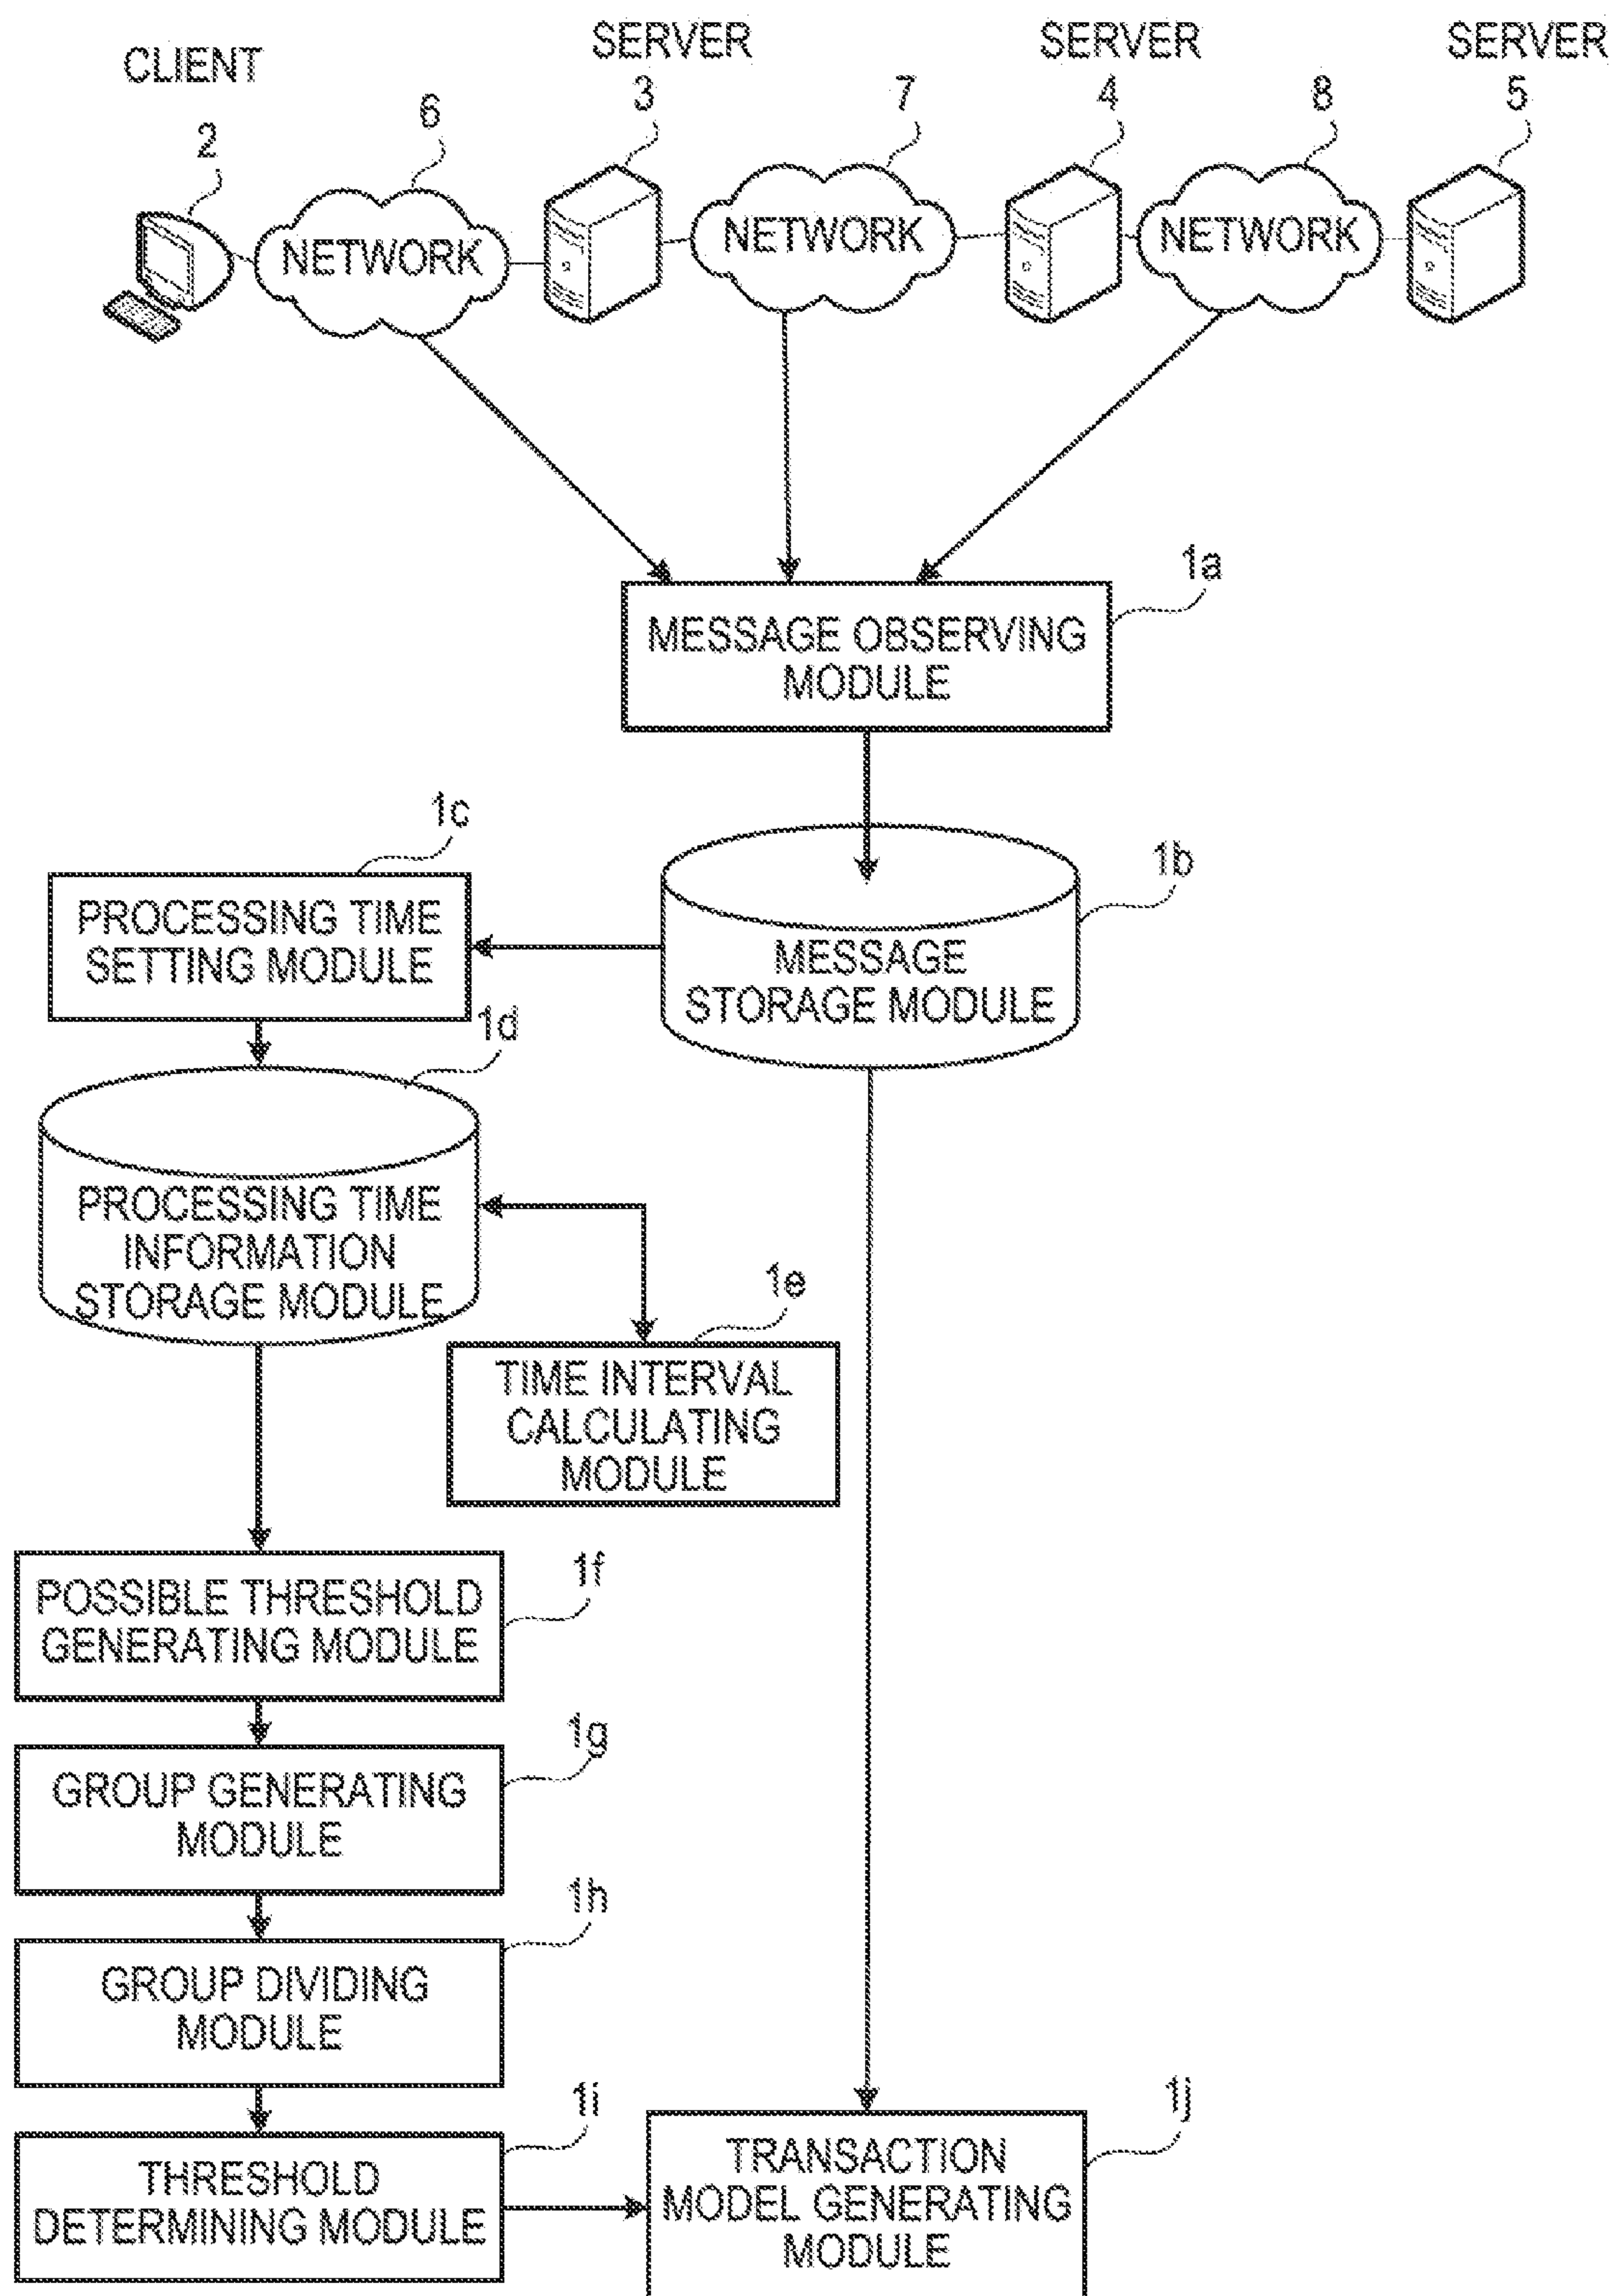 CLIENT
SERVER
SERVER
SERVER
2
6
3
7
4
8
5
NETWORK
NETWORK
NETWORK
1a
MESSAGE OBSERVING
MODULE
1c
1b
PROCESSING TIME
SETTING MODULE
MESSAGE
STORAGE MODULE
1d
PROCESSING TIME
INFORMATION
STORAGE MODULE
1e
TIME INTERVAL
CALCULATING
MODULE
1f
POSSIBLE THRESHOLD
GENERATING MODULE
1g
GROUP GENERATING
MODULE
1h
GROUP DIVIDING
MODULE
1i
THRESHOLD
DETERMINING MODULE
1j
TRANSACTION
MODEL GENERATING
MODULE